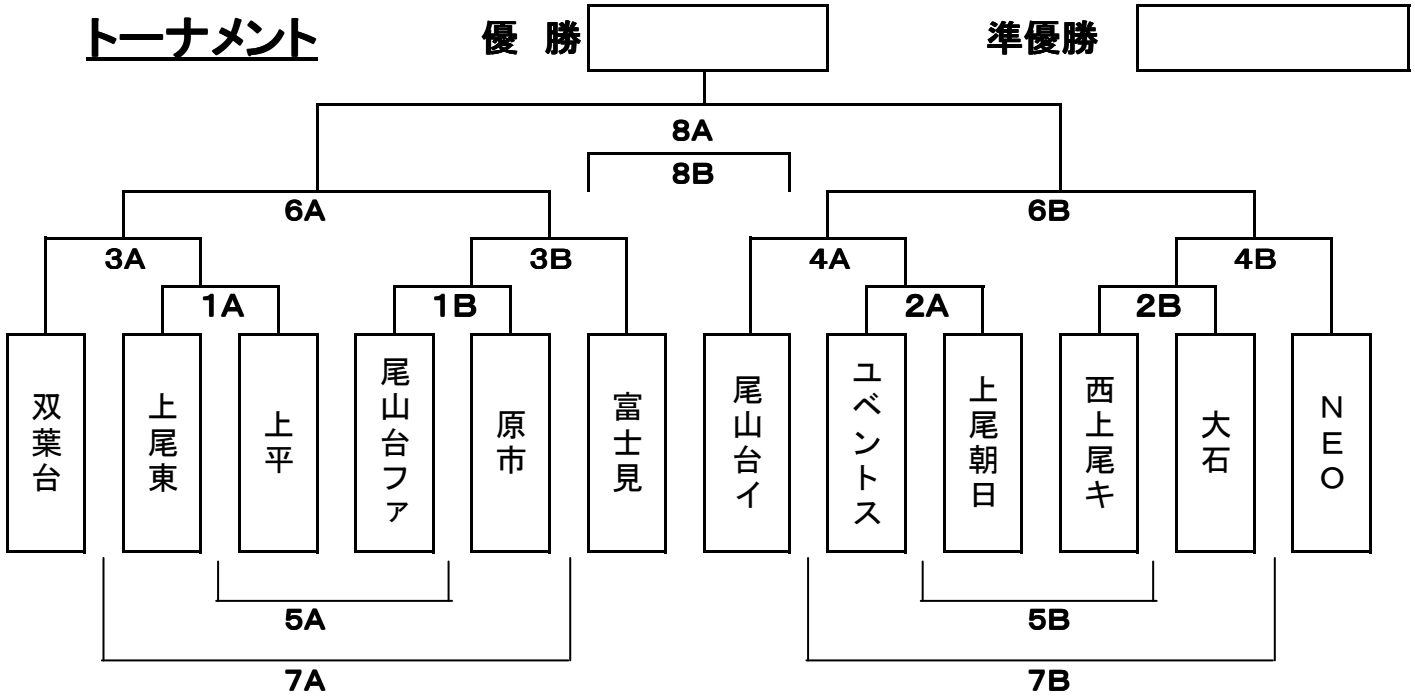 トーナメント
優　勝
準優勝
8A
8B
6A
6B
3A
3B
4A
4B
1A
1B
2A
2B
双葉台
上尾東
上平
尾山台ファ
原市
富士見
尾山台イ
ユベントス
上尾朝日
西上尾キ
大石
ＮＥＯ
5A
5B
7A
7B